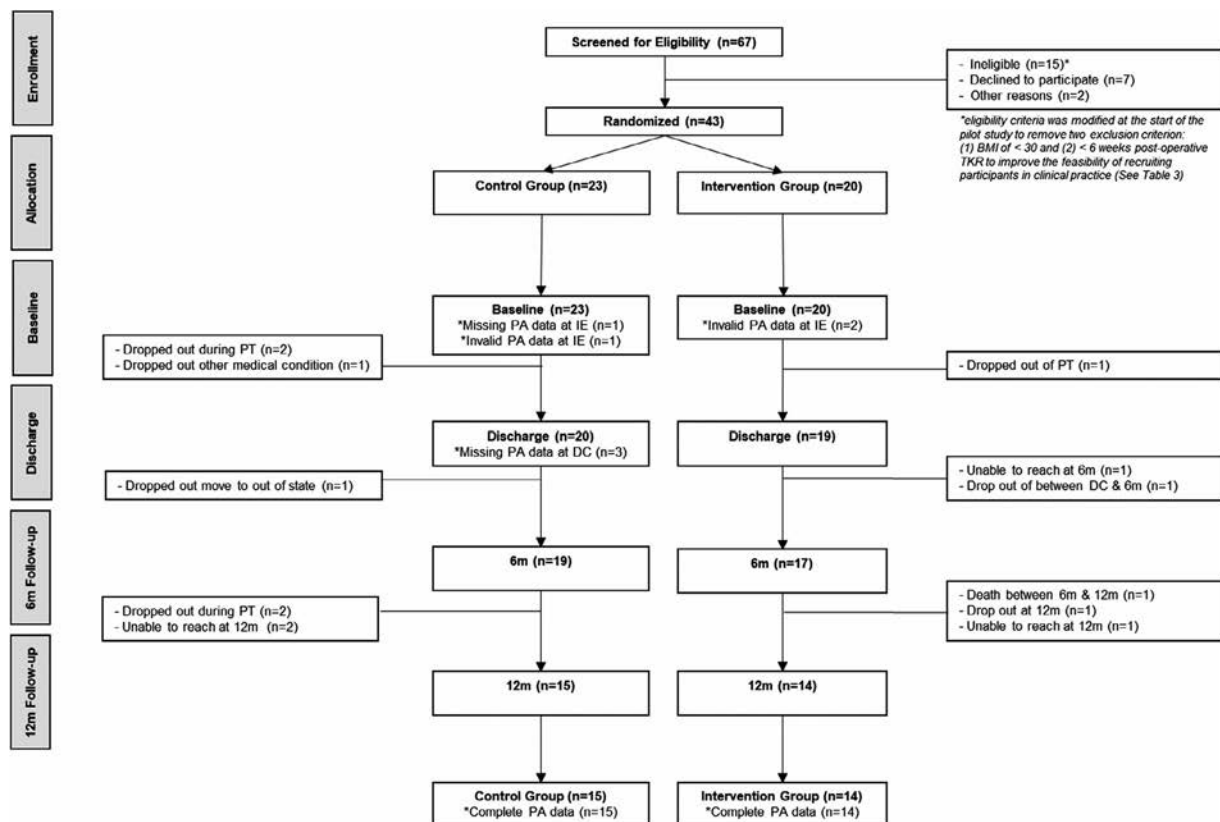 Enrollment
Screened for Eligibility (n=67)
- Ineligible (n=15)*
- Declined to participate (n=7)
- Other reasons (n=2)
Randomized (n=43)
*eligibility criteria was modified at the start of the
pilot study to remove two exclusion criterion:
(1) BMI of < 30 and (2) < 6 weeks post-operative
TKR to improve the feasibility of recruiting
participants in clinical practice (See Table 3)
Allocation
Control Group (n=23)
Intervention Group (n=20)
Baseline
Baseline (n=23)
*Missing PA data at IE (n=1)
*Invalid PA data at IE (n=1)
Baseline (n=20)
*Invalid PA data at IE (n=2)
- Dropped out during PT (n=2)
- Dropped out other medical condition (n=1)
- Dropped out of PT (n=1)
Discharge
Discharge (n=20)
*Missing PA data at DC (n=3)
Discharge (n=19)
- Dropped out move to out of state (n=1)
- Unable to reach at 6m (n=1)
- Drop out of between DC & 6m (n=1)
6m Follow-up
6m (n=19)
6m (n=17)
- Dropped out during PT (n=2)
- Unable to reach at 12m (n=2)
- Death between 6m & 12m (n=1)
- Drop out at 12m (n=1)
- Unable to reach at 12m (n=1)
12m Follow-up
12m (n=15)
12m (n=14)
Control Group (n=15)
*Complete PA data (n=15)
Intervention Group (n=14)
*Complete PA data (n=14)